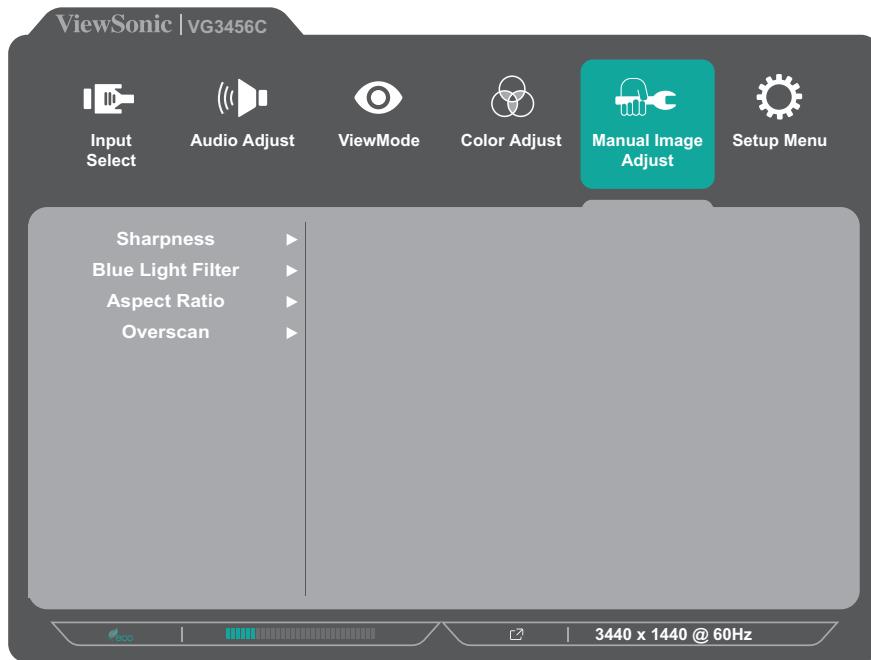 ViewSonic | VG3456C
Input
Select
Audio Adjust
ViewMode
Color Adjust
Manual Image
Adjust
Setup Menu
Sharpness
Blue Light Filter
Aspect Ratio
Overscan
eco
3440 x 1440 @ 60Hz